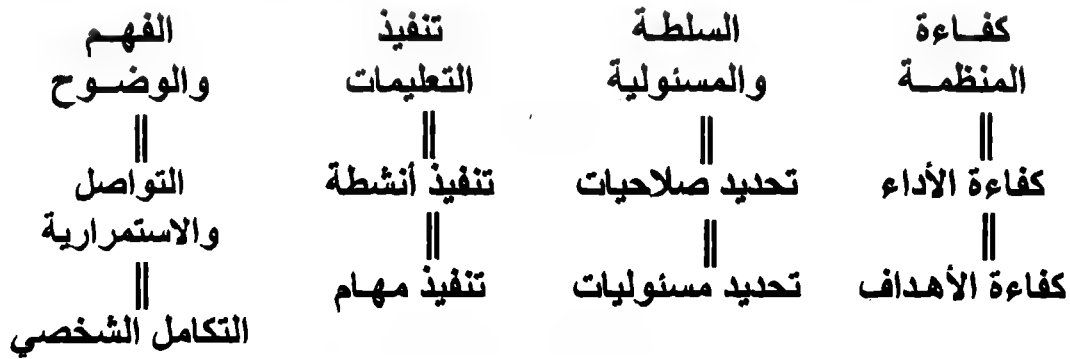 كفاءة
المنظمة
كفاءة الأداء
كفاءة الأهداف
السلطة
والمسئولية
تحديد صلاحيات
تحديد مسئوليات
تنفيذ
التعليمات
تنفيذ أنشطة
تنفيذ مهام
الفهم
والوضوح
التواصل
والاستمرارية
التكامل الشخصي